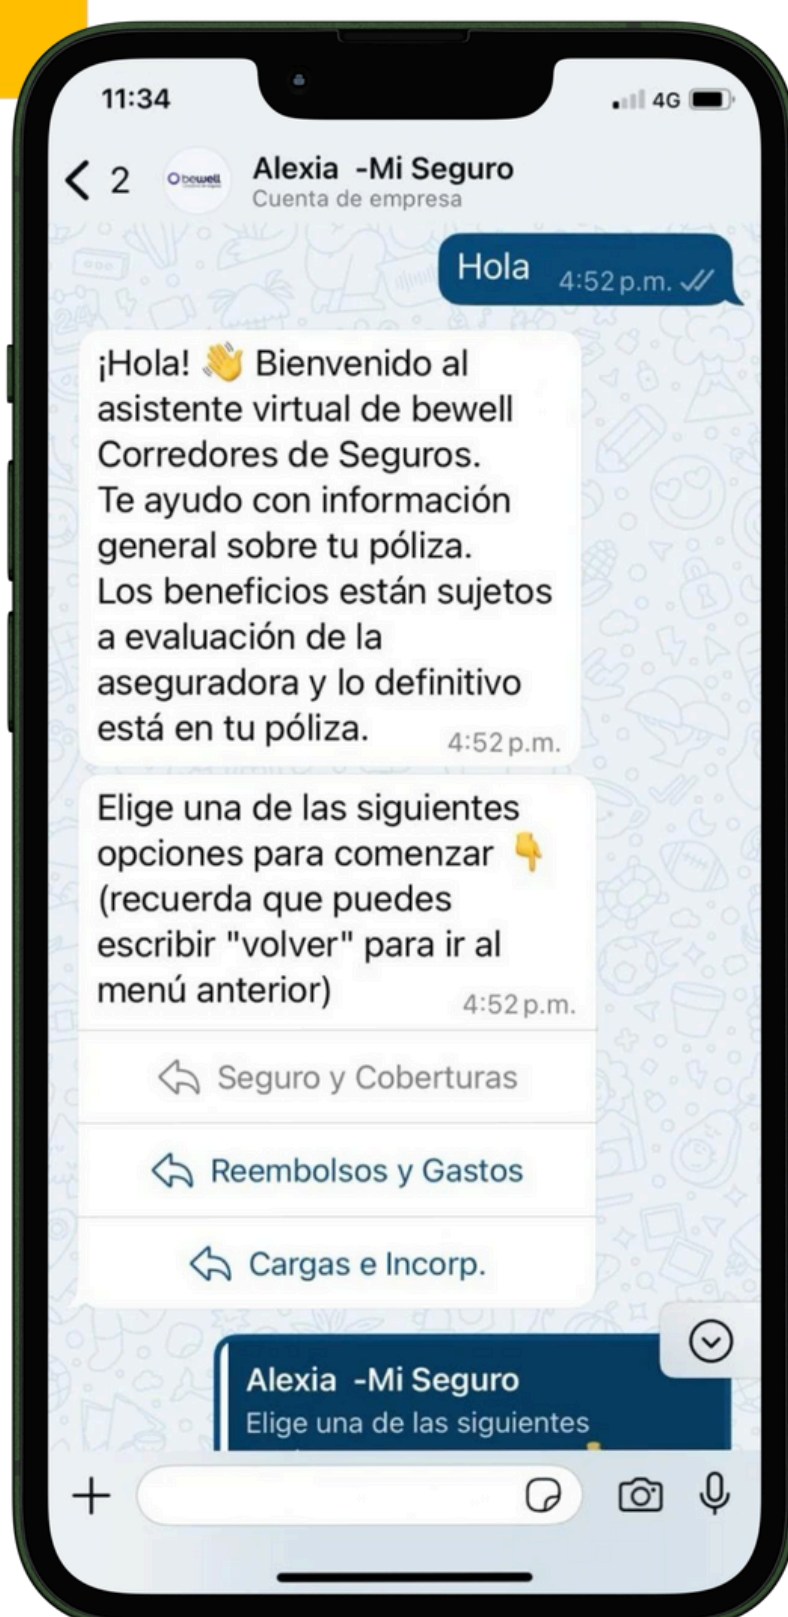 11:34
4G
2
bewell
Alexia -Mi Seguro
Cuenta de empresa
Hola 4:52 p.m.
¡Hola! 👋 Bienvenido al
asistente virtual de bewell
Corredores de Seguros.
Te ayudo con información
general sobre tu póliza.
Los beneficios están sujetos
a evaluación de la
aseguradora y lo definitivo
está en tu póliza. 4:52 p.m.
Elige una de las siguientes
opciones para comenzar 👇
(recuerda que puedes
escribir "volver" para ir al
menú anterior) 4:52 p.m.
Seguro y Coberturas
Reembolsos y Gastos
Cargas e Incorp.
Alexia -Mi Seguro
Elige una de las siguientes